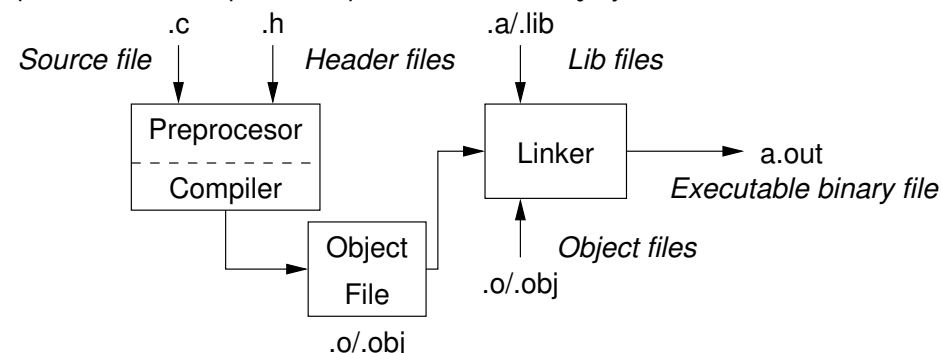 .c
.h
.a/.lib
Source file
Header files
Lib files
Preprocesor
Compiler
Linker
a.out
Executable binary file
Object
File
.o/.obj
Object files
.o/.obj